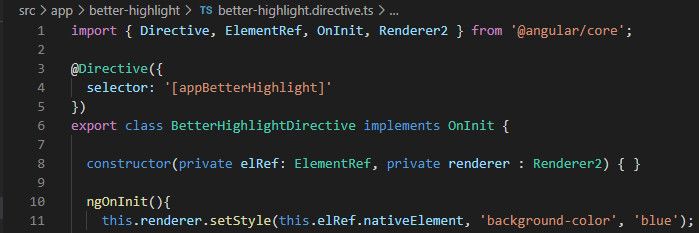 src > app > better-highlight > TS better-highlight.directive.ts > ...
1 import { Directive, ElementRef, OnInit, Renderer2 } from '@angular/core';
2
3 @Directive({
4   selector: '[appBetterHighlight]'
5 })
6 export class BetterHighlightDirective implements OnInit {
7
8   constructor(private elRef: ElementRef, private renderer : Renderer2) { }
9
10   ngOnInit(){
11     this.renderer.setStyle(this.elRef.nativeElement, 'background-color', 'blue');